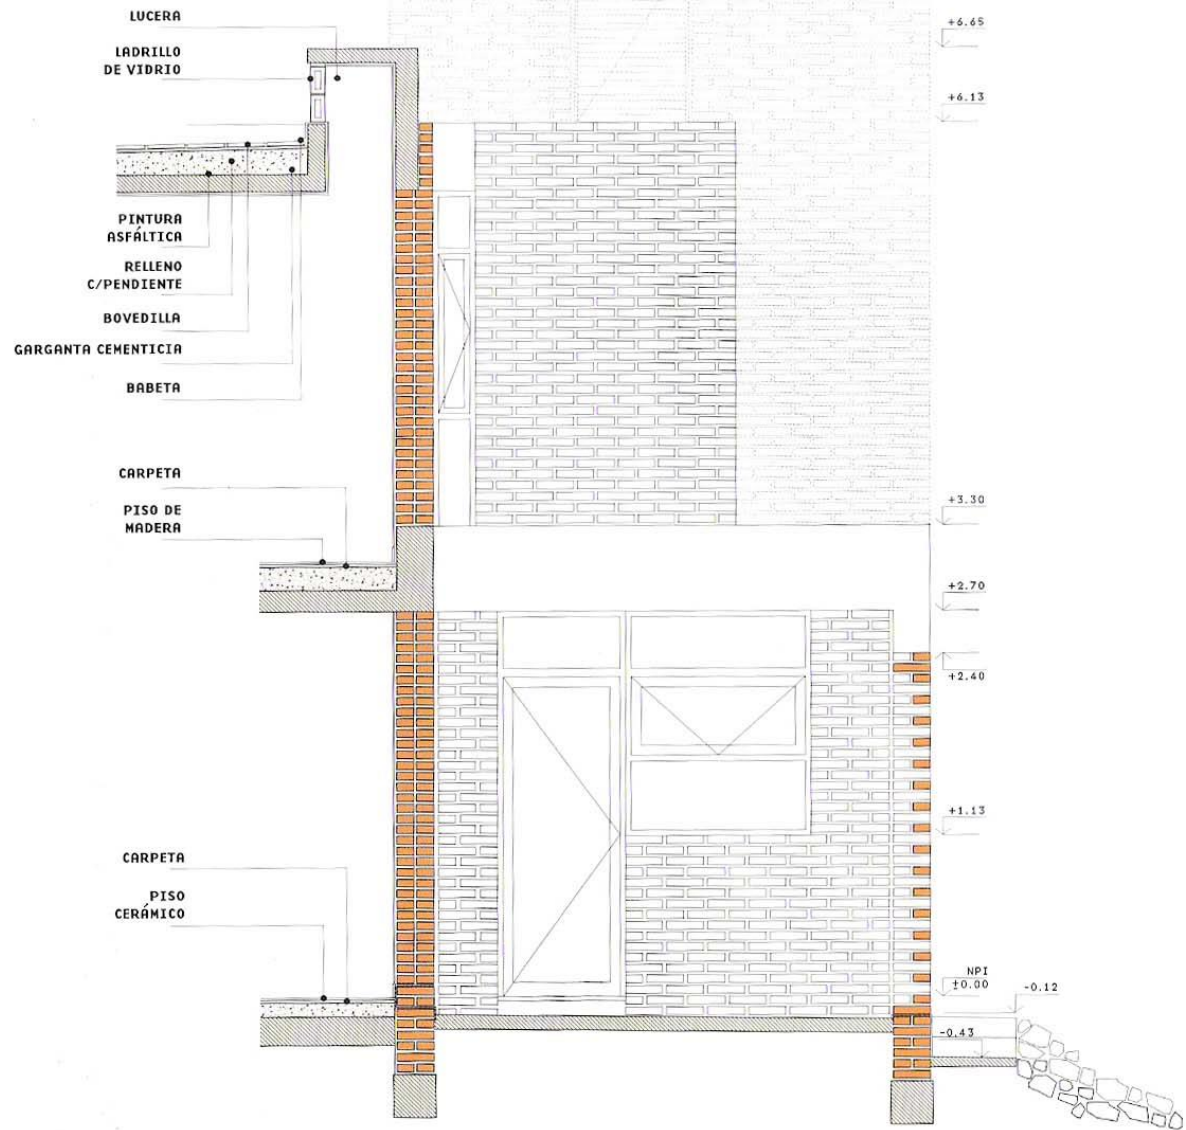 LUCERA
LADRILLO
DE VIDRIO
PINTURA
ASFÁLTICA
RELLENO
C/PENDIENTE
BOVEDILLA
GARGANTA CEMENTICIA
BABETA
CARPETA
PISO DE
MADERA
CARPETA
PISO
CERÁMICO
+6.65
+6.13
+3.30
+2.70
+2.40
+1.13
NPI
±0.00
-0.12
-0.43